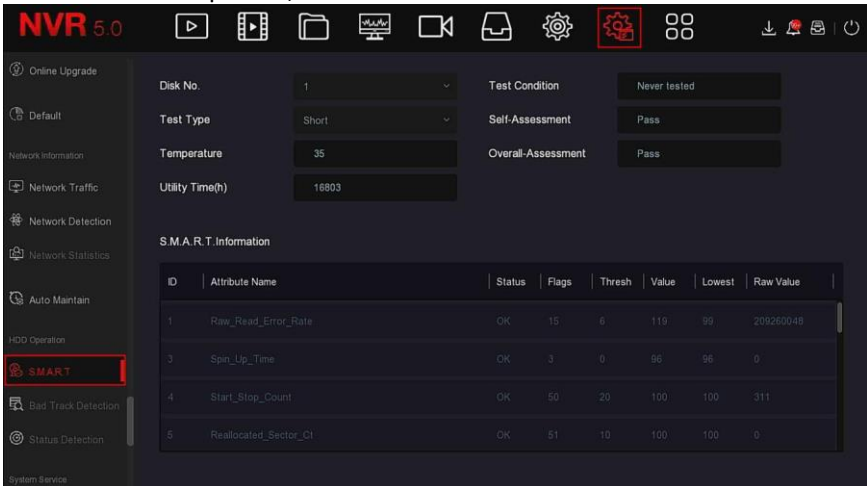 NVR 5.0
Online Upgrade
Default
Network Information
Network Traffic
Network Detection
Network Statistics
Auto Maintain
HDD Operation
S.M.A.R.T
Bad Track Detection
Status Detection
System Service
Disk No. 1 Test Condition Never tested
Test Type Short Self-Assessment Pass
Temperature 35 Overall-Assessment Pass
Utility Time(h) 16803
S.M.A.R.T.Information
ID Attribute Name Status Flags Thresh Value Lowest Raw Value
1 Raw_Read_Error_Rate OK 15 6 119 99 209260048
3 Spin_Up_Time OK 3 0 96 96 0
4 Start_Stop_Count OK 50 20 100 100 311
5 Reallocated_Sector_Ct OK 51 10 100 100 0